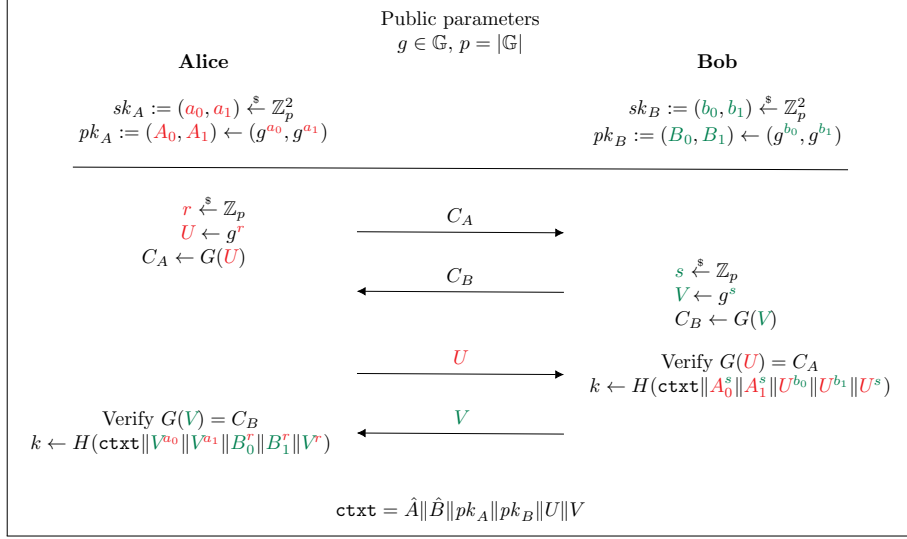 Public parameters
g ∈ 𝔾, p = |𝔾|
Alice
Bob
sk_A := (a_0, a_1) ←$ ℤ_p^2
pk_A := (A_0, A_1) ← (g^{a_0}, g^{a_1})
sk_B := (b_0, b_1) ←$ ℤ_p^2
pk_B := (B_0, B_1) ← (g^{b_0}, g^{b_1})
r ←$ ℤ_p
U ← g^r
C_A ← G(U)
C_A
C_B
s ←$ ℤ_p
V ← g^s
C_B ← G(V)
U
Verify G(U) = C_A
k ← H(ctxt‖A_0^s‖A_1^s‖U^{b_0}‖U^{b_1}‖U^s)
Verify G(V) = C_B
k ← H(ctxt‖V^{a_0}‖V^{a_1}‖B_0^r‖B_1^r‖V^r)
V
ctxt = Â‖B̂‖pk_A‖pk_B‖U‖V